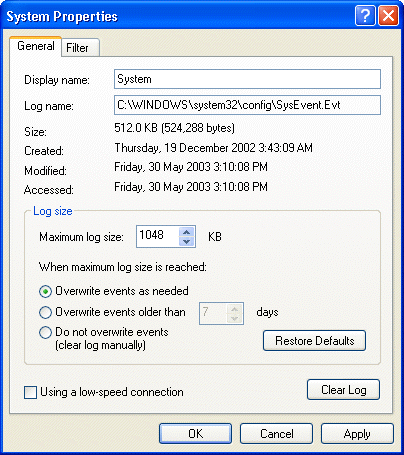 System Properties
General Filter
Display name: System
Log name: C:\WINDOWS\system32\config\SysEvent.Evt
Size: 512.0 KB (524,288 bytes)
Created: Thursday, 19 December 2002 3:43:09 AM
Modified: Friday, 30 May 2003 3:10:08 PM
Accessed: Friday, 30 May 2003 3:10:08 PM
Log size
Maximum log size: 1048 KB
When maximum log size is reached:
Overwrite events as needed
Overwrite events older than 7 days
Do not overwrite events
(clear log manually)
Restore Defaults
Using a low-speed connection
Clear Log
OK Cancel Apply